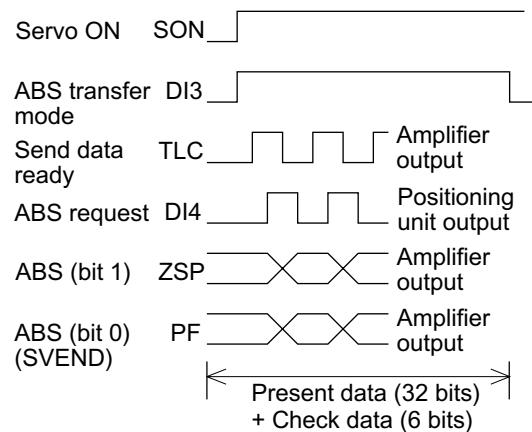 Servo ON SON
ABS transfer mode DI3
Send data ready TLC Amplifier output
ABS request DI4 Positioning unit output
ABS (bit 1) ZSP Amplifier output
ABS (bit 0) (SVEND) PF Amplifier output
Present data (32 bits)
+ Check data (6 bits)